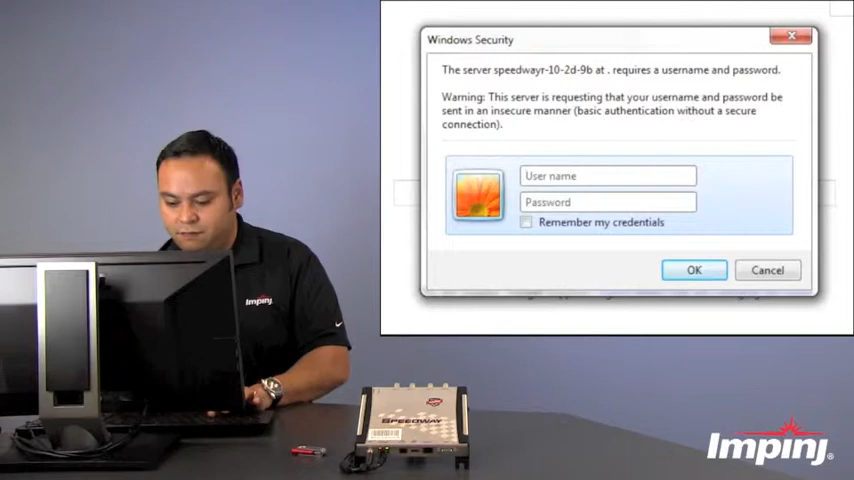 Windows Security
The server speedwayr-10-2d-9b at . requires a username and password.
Warning: This server is requesting that your username and password be
sent in an insecure manner (basic authentication without a secure
connection).
User name
Password
Remember my credentials
OK
Cancel
Impinj
SPEEDWAY
Impinj